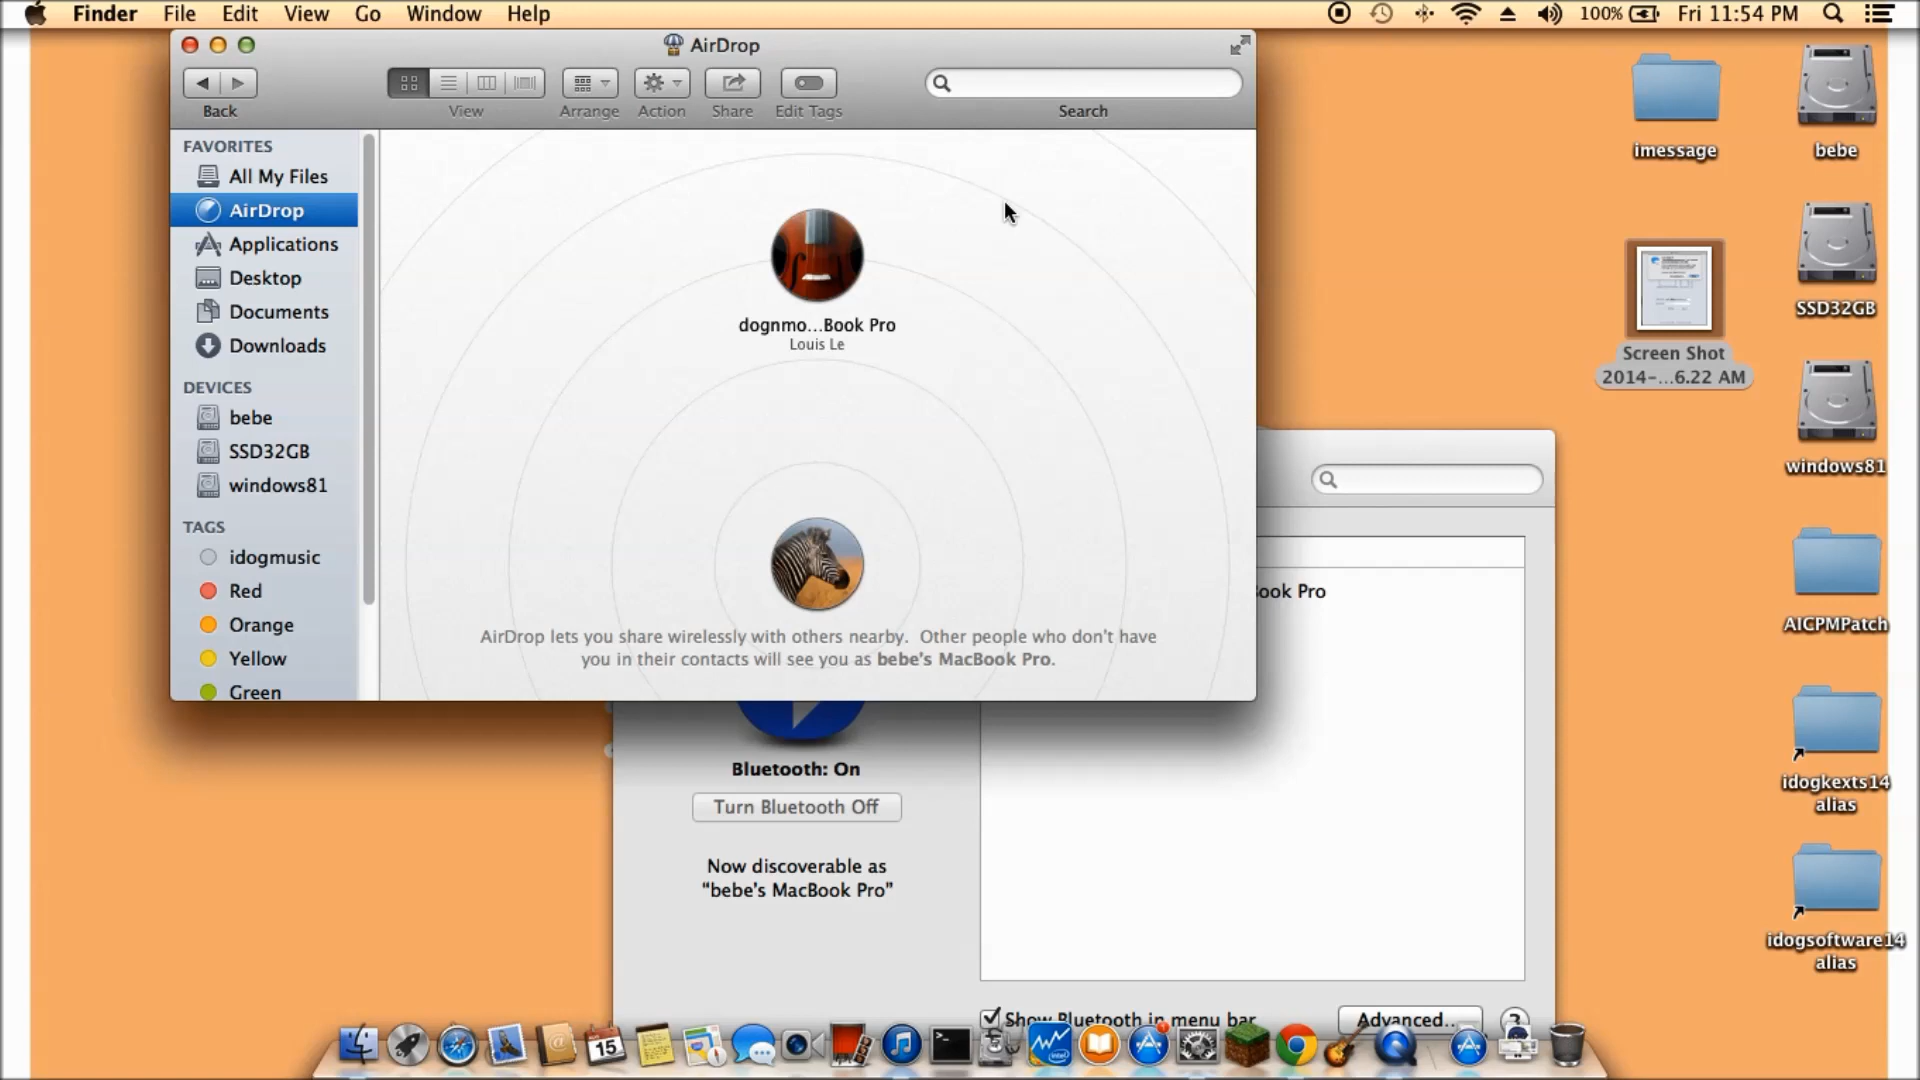 Finder File Edit View Go Window Help
100% Fri 11:54 PM
AirDrop
Back View Arrange Action Share Edit Tags Search
FAVORITES
All My Files
AirDrop
Applications
Desktop
Documents
Downloads
DEVICES
bebe
SSD32GB
windows81
TAGS
idogmusic
Red
Orange
Yellow
Green
dognmo...Book Pro
Louis Le
AirDrop lets you share wirelessly with others nearby. Other people who don't have
you in their contacts will see you as bebe's MacBook Pro.
Book Pro
Bluetooth: On
Turn Bluetooth Off
Now discoverable as
"bebe's MacBook Pro"
Show Bluetooth in menu bar
Advanced...
?
imessage
Screen Shot
2014-...6.22 AM
bebe
SSD32GB
windows81
AICPMPatch
idogkexts14
alias
idogsoftware14
alias
15